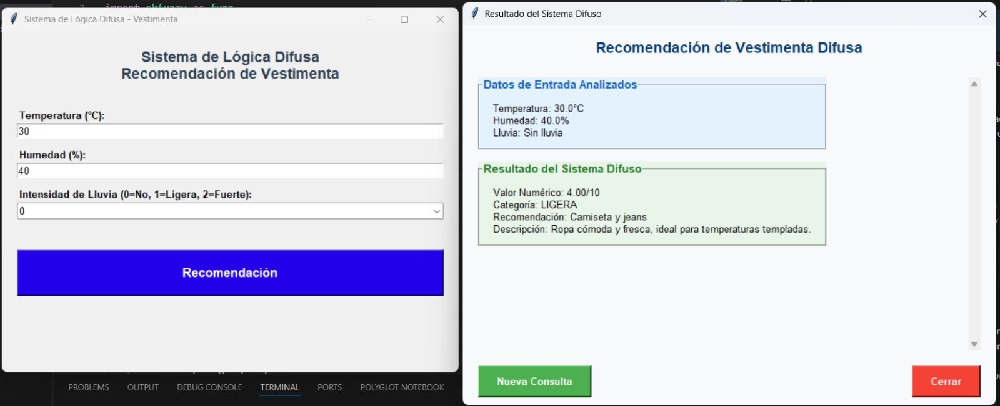 import skfuzzy as fuzz
Sistema de Lógica Difusa - Vestimenta
Sistema de Lógica Difusa
Recomendación de Vestimenta
Temperatura (°C):
30
Humedad (%):
40
Intensidad de Lluvia (0=No, 1=Ligera, 2=Fuerte):
0
Recomendación
PROBLEMS OUTPUT DEBUG CONSOLE TERMINAL PORTS POLYGLOT NOTEBOOK
Resultado del Sistema Difuso
Recomendación de Vestimenta Difusa
Datos de Entrada Analizados
Temperatura: 30.0°C
Humedad: 40.0%
Lluvia: Sin lluvia
Resultado del Sistema Difuso
Valor Numérico: 4.00/10
Categoría: LIGERA
Recomendación: Camiseta y jeans
Descripción: Ropa cómoda y fresca, ideal para temperaturas templadas.
Nueva Consulta
Cerrar